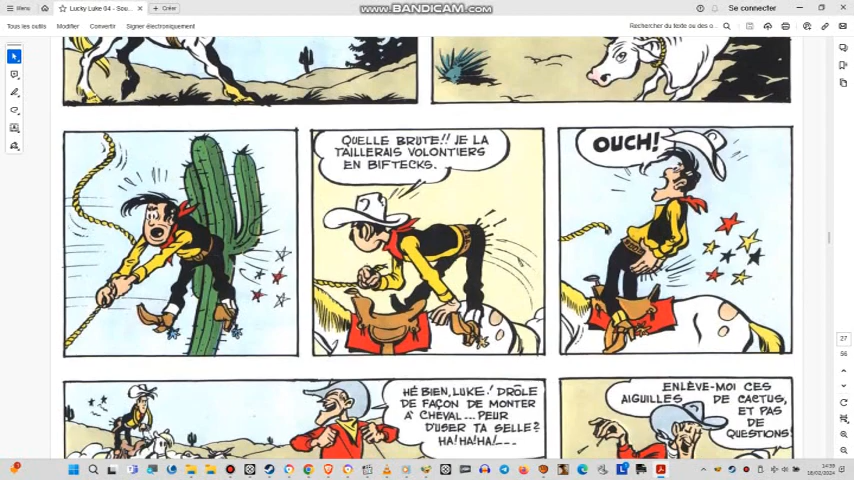 Menu
Lucky Luke 04 - Sou...
Créer
www.BANDICAM.com
Se connecter
Tous les outils
Modifier
Convertir
Signer électroniquement
Rechercher du texte ou des o...
QUELLE BRUTE!! JE LA
TAILLERAIS VOLONTIERS
EN BIFTECKS.
OUCH!
HÉ BIEN, LUKE! DRÔLE
DE FAÇON DE MONTER
À CHEVAL... PEUR
D'USER TA SELLE?
HA! HA! HA!...
ENLÈVE-MOI CES
AIGUILLES DE CACTUS,
ET PAS
DE QUESTIONS!
27
56
14:39
16/02/2024